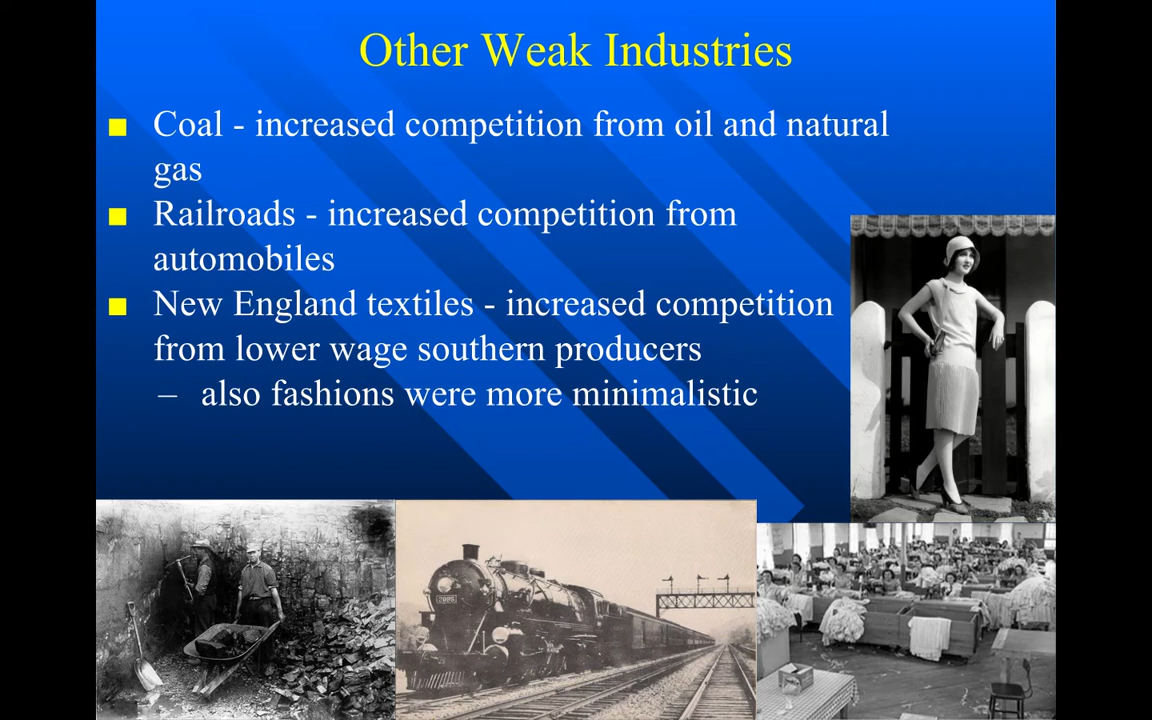 Other Weak Industries
■ Coal - increased competition from oil and natural
gas
■ Railroads - increased competition from
automobiles
■ New England textiles - increased competition
from lower wage southern producers
– also fashions were more minimalistic